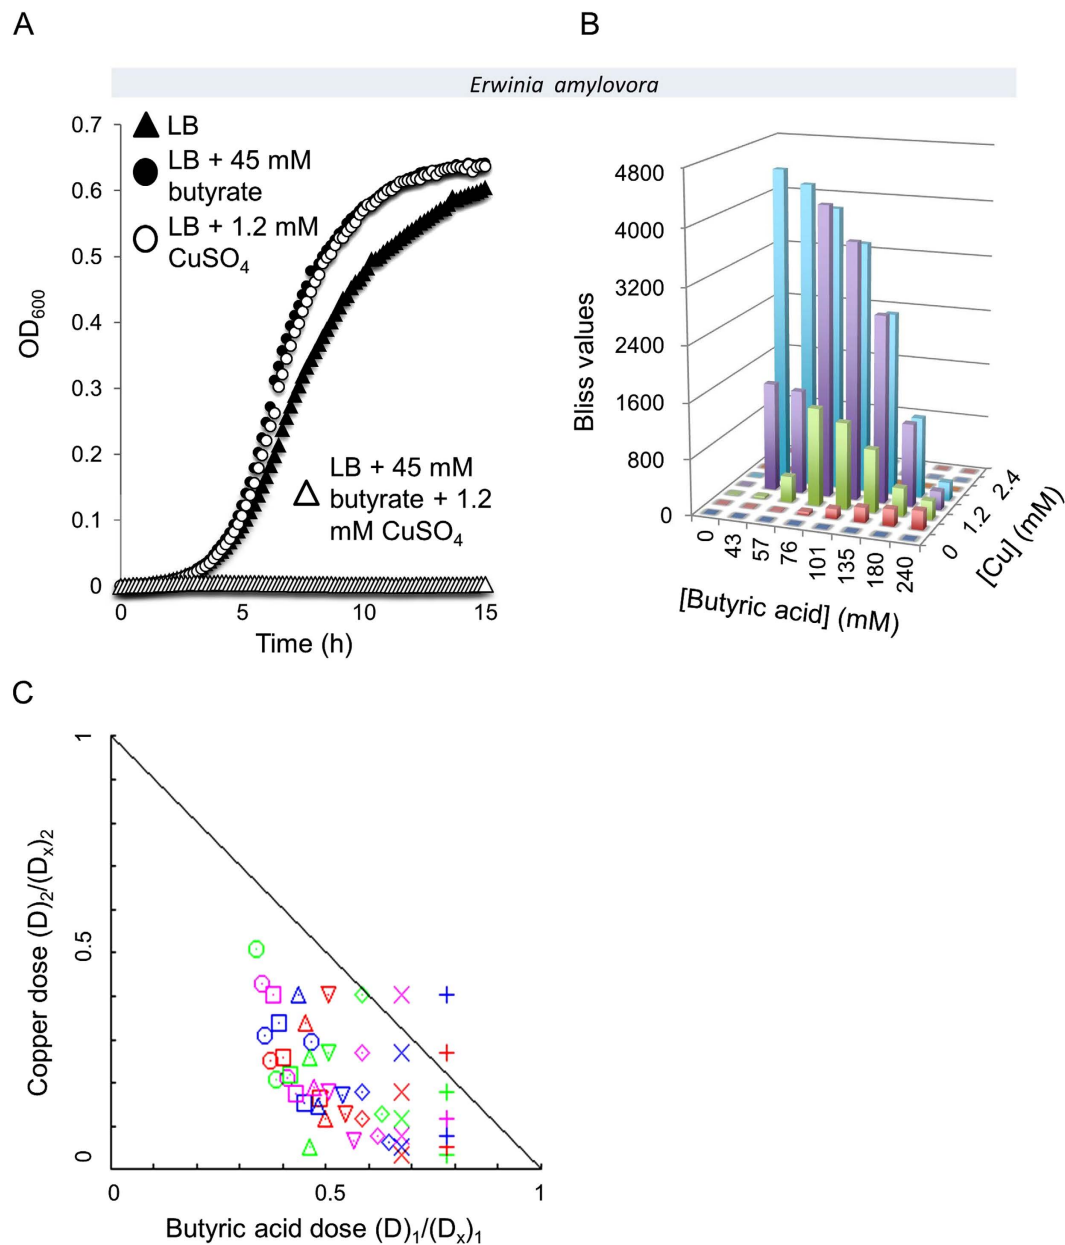 A
B
Erwinia amylovora
0.7
0.6
0.5
0.4
0.3
0.2
0.1
0
OD600
LB
LB + 45 mM
butyrate
LB + 1.2 mM
CuSO4
LB + 45 mM
butyrate + 1.2
mM CuSO4
0
5
10
15
Time (h)
4800
4000
3200
2400
1600
800
0
Bliss values
0
43
57
76
101
135
180
240
[Butyric acid] (mM)
0
1.2
2.4
[Cu] (mM)
C
1
0.5
0
Copper dose (D)2/(Dx)2
0
0.5
1
Butyric acid dose (D)1/(Dx)1